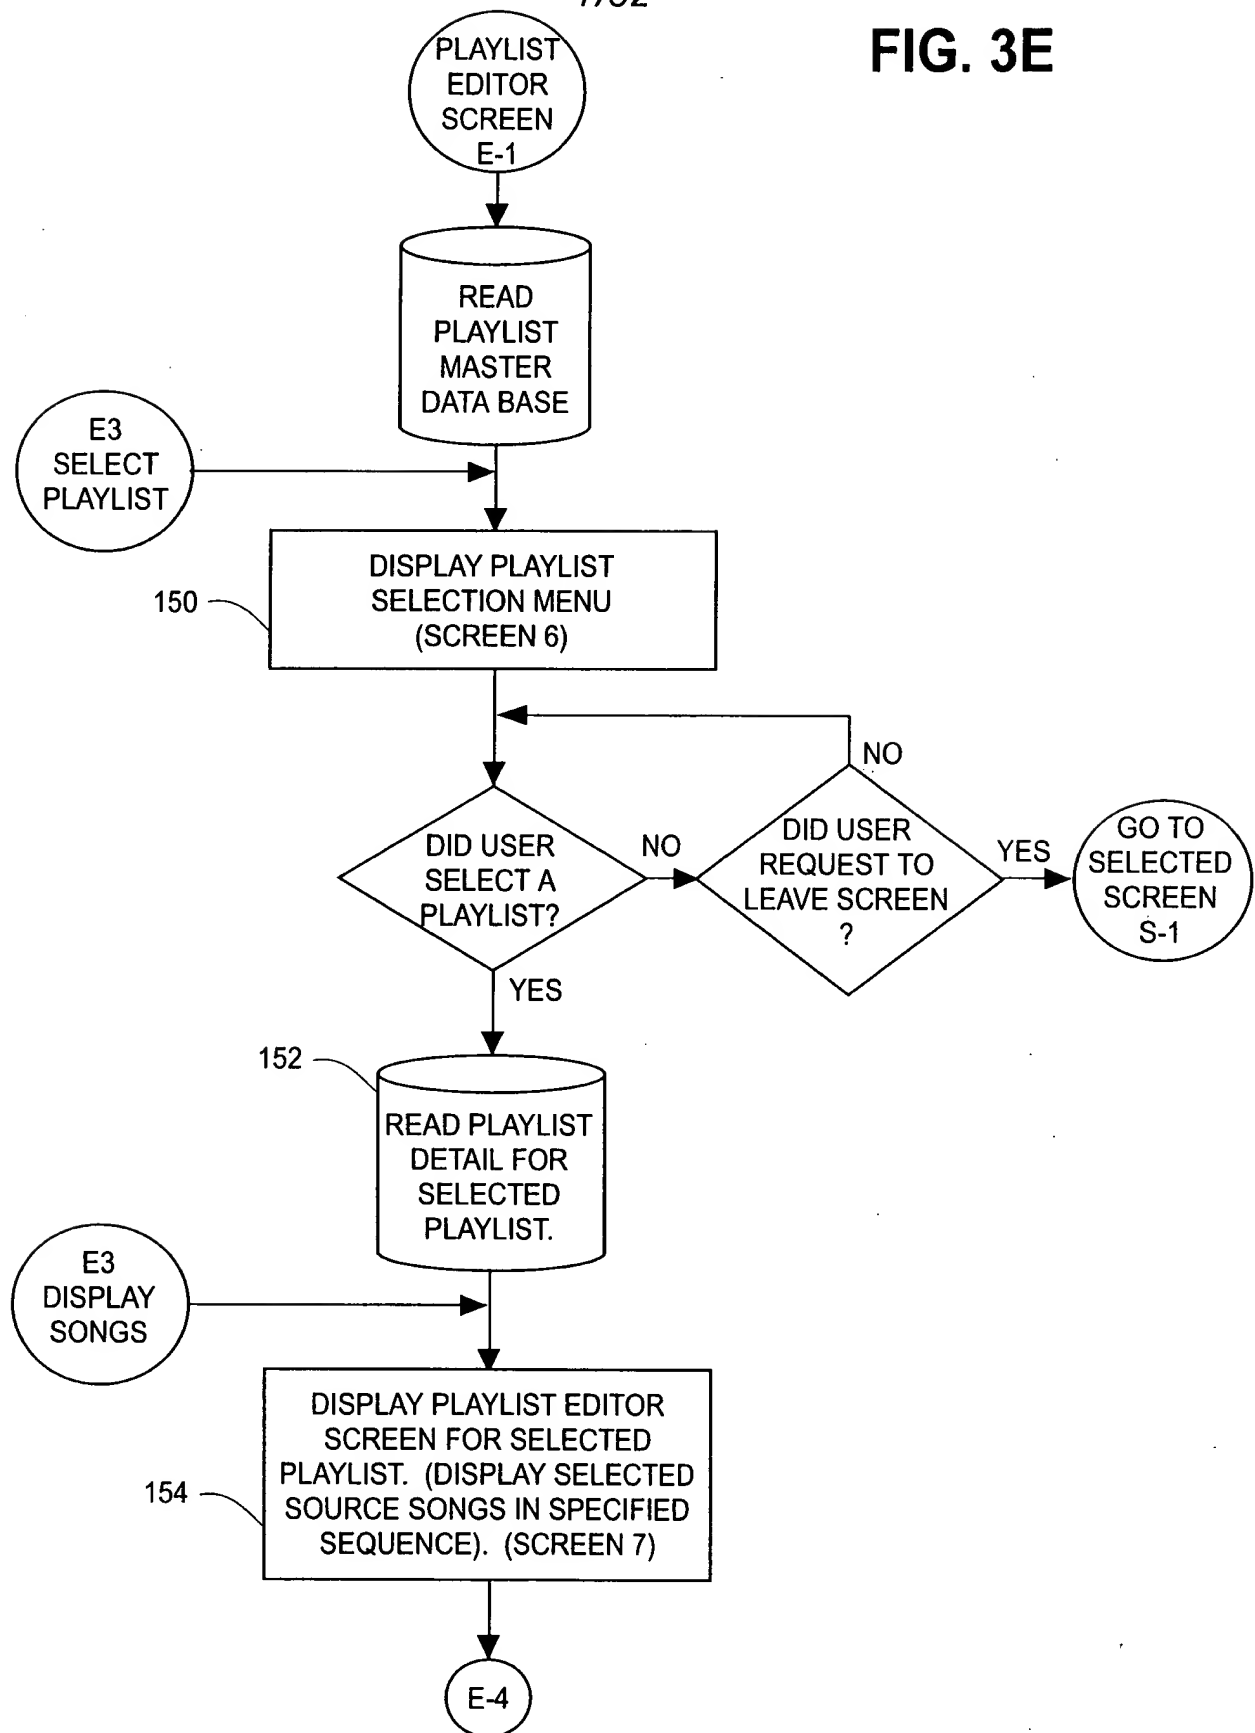 FIG. 3E
PLAYLIST
EDITOR
SCREEN
E-1
READ
PLAYLIST
MASTER
DATA BASE
E3
SELECT
PLAYLIST
150
DISPLAY PLAYLIST
SELECTION MENU
(SCREEN 6)
NO
DID USER
SELECT A
PLAYLIST?
NO
DID USER
REQUEST TO
LEAVE SCREEN
?
YES
GO TO
SELECTED
SCREEN
S-1
YES
152
READ PLAYLIST
DETAIL FOR
SELECTED
PLAYLIST.
E3
DISPLAY
SONGS
154
DISPLAY PLAYLIST EDITOR
SCREEN FOR SELECTED
PLAYLIST. (DISPLAY SELECTED
SOURCE SONGS IN SPECIFIED
SEQUENCE). (SCREEN 7)
E-4